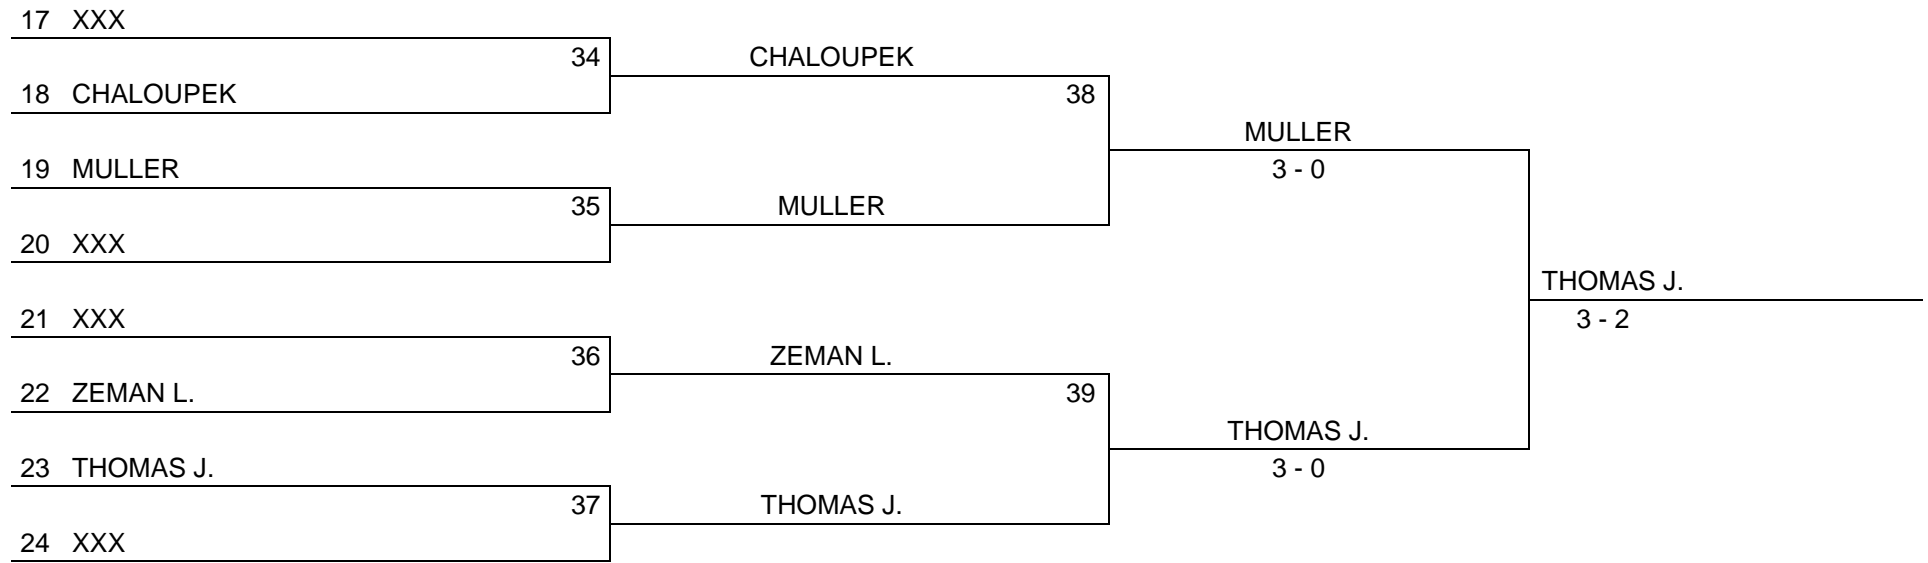 17 XXX
34 CHALOUPEK
18 CHALOUPEK
38
MULLER
19 MULLER
3 - 0
35 MULLER
20 XXX
THOMAS J.
21 XXX
3 - 2
36 ZEMAN L.
22 ZEMAN L.
39
THOMAS J.
23 THOMAS J.
3 - 0
37 THOMAS J.
24 XXX